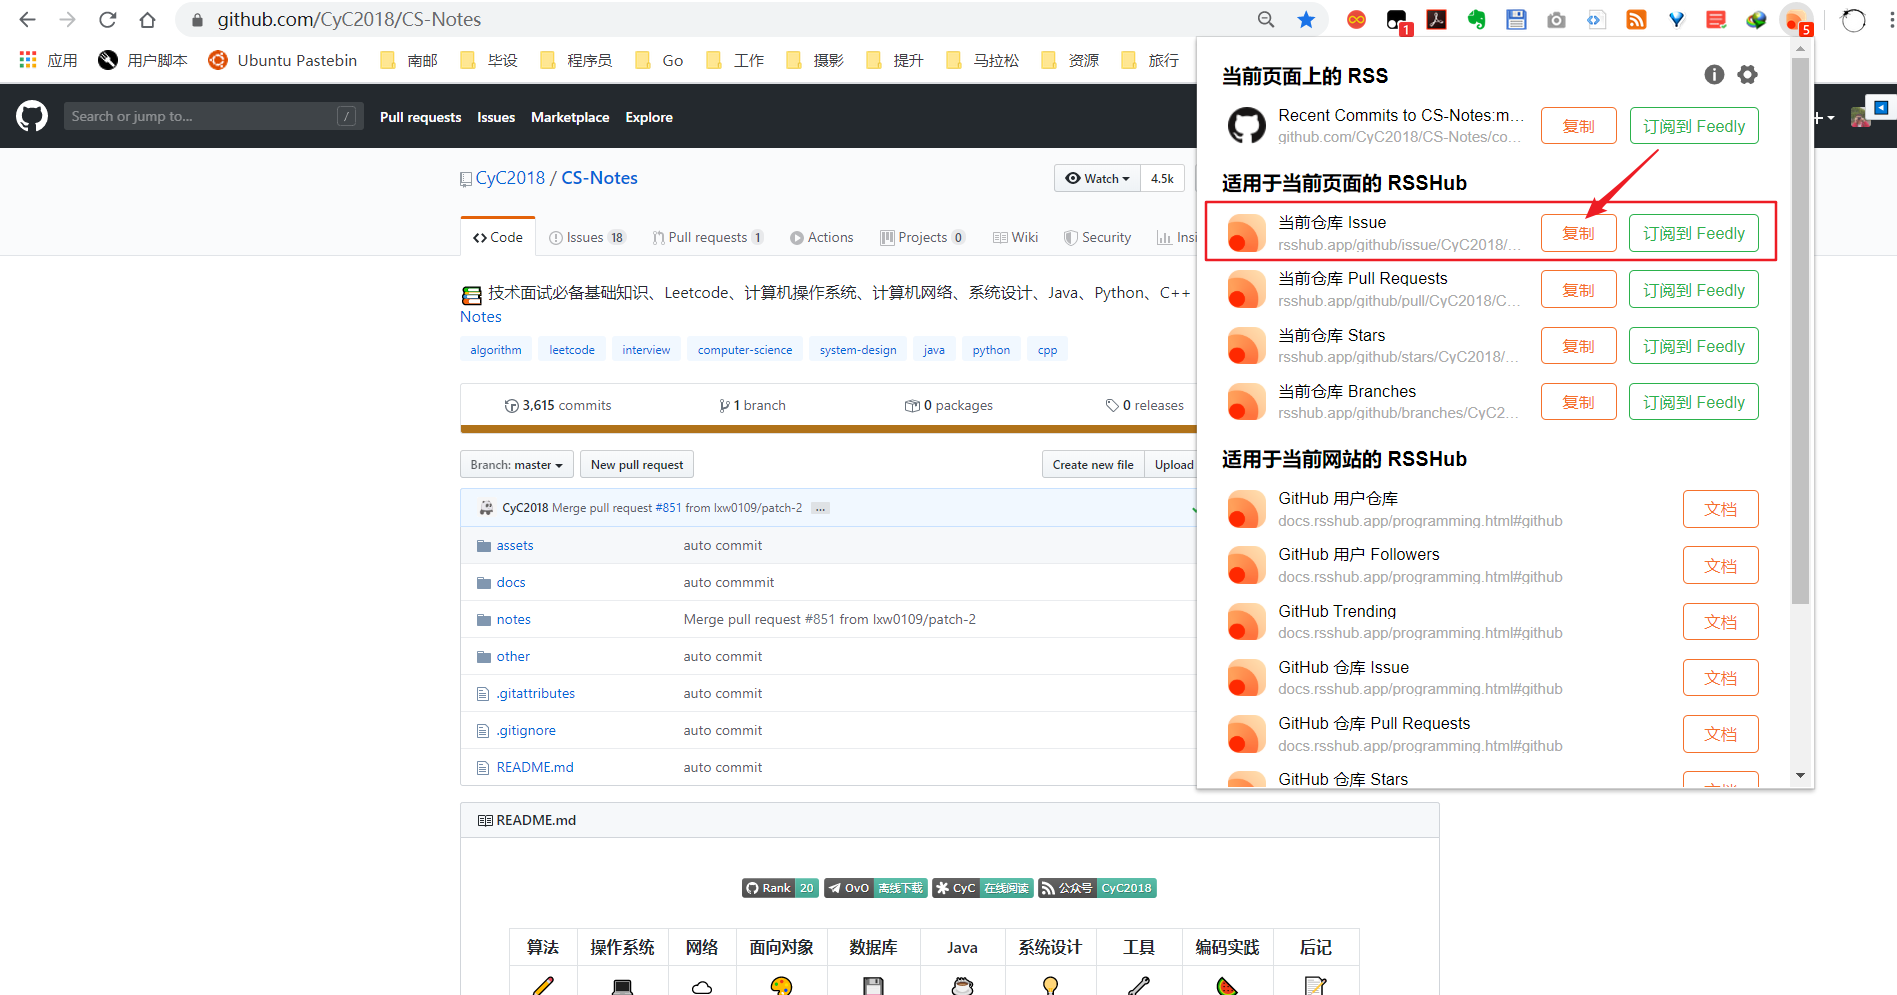 github.com/CyC2018/CS-Notes
1
5
应用
用户脚本
Ubuntu Pastebin
南邮
毕设
程序员
Go
工作
摄影
提升
马拉松
资源
旅行
Search or jump to...
/
Pull requests
Issues
Marketplace
Explore
CyC2018 / CS-Notes
Watch
4.5k
Code
Issues 18
Pull requests 1
Actions
Projects 0
Wiki
Security
Insi
技术面试必备基础知识、Leetcode、计算机操作系统、计算机网络、系统设计、Java、Python、C++
Notes
algorithm
leetcode
interview
computer-science
system-design
java
python
cpp
3,615 commits
1 branch
0 packages
0 releases
Branch: master
New pull request
Create new file
Upload
CyC2018 Merge pull request #851 from lxw0109/patch-2 ...
assets
auto commit
docs
auto commmit
notes
Merge pull request #851 from lxw0109/patch-2
other
auto commit
.gitattributes
auto commit
.gitignore
auto commit
README.md
auto commit
README.md
Rank 20
OvO 离线下载
CyC 在线阅读
公众号 CyC2018
算法
操作系统
网络
面向对象
数据库
Java
系统设计
工具
编码实践
后记
当前页面上的 RSS
Recent Commits to CS-Notes:m...
github.com/CyC2018/CS-Notes/co...
复制
订阅到 Feedly
适用于当前页面的 RSSHub
当前仓库 Issue
rsshub.app/github/issue/CyC2018/...
复制
订阅到 Feedly
当前仓库 Pull Requests
rsshub.app/github/pull/CyC2018/C...
复制
订阅到 Feedly
当前仓库 Stars
rsshub.app/github/stars/CyC2018/...
复制
订阅到 Feedly
当前仓库 Branches
rsshub.app/github/branches/CyC2...
复制
订阅到 Feedly
适用于当前网站的 RSSHub
GitHub 用户仓库
docs.rsshub.app/programming.html#github
文档
GitHub 用户 Followers
docs.rsshub.app/programming.html#github
文档
GitHub Trending
docs.rsshub.app/programming.html#github
文档
GitHub 仓库 Issue
docs.rsshub.app/programming.html#github
文档
GitHub 仓库 Pull Requests
docs.rsshub.app/programming.html#github
文档
GitHub 仓库 Stars